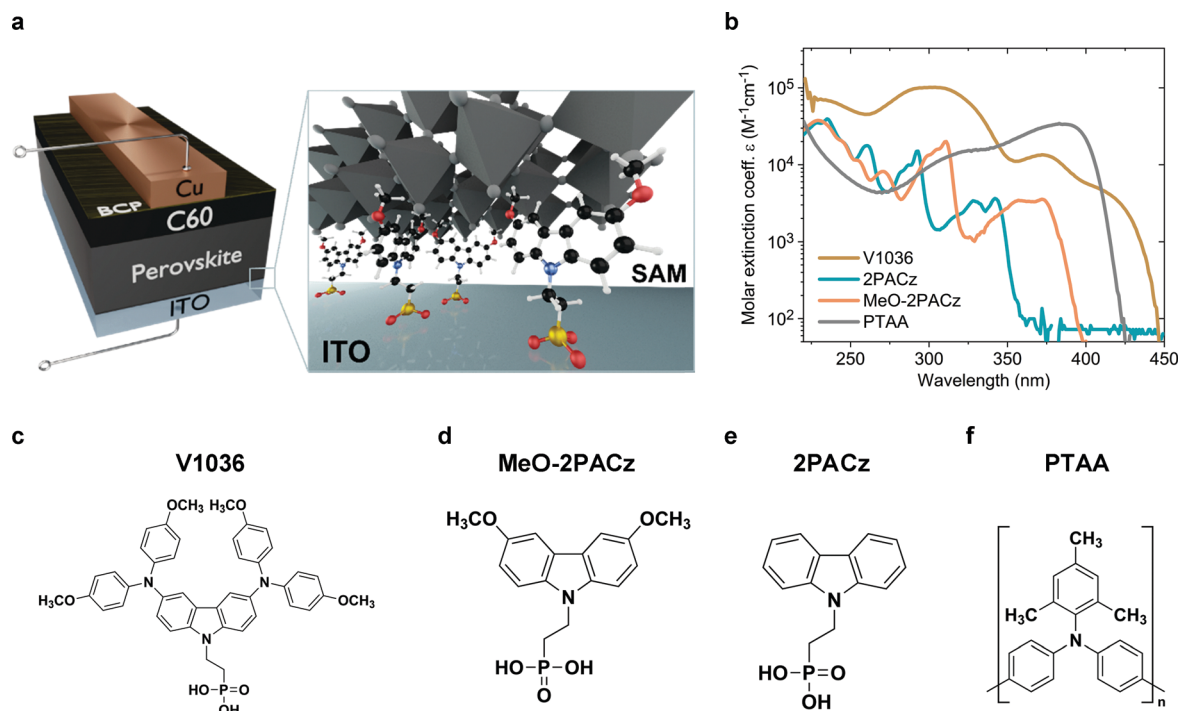 a
Cu
BCP
C60
Perovskite
ITO
SAM
ITO
b
Molar extinction coeff. ε (M⁻¹cm⁻¹)
10⁵
10⁴
10³
10²
V1036
2PACz
MeO-2PACz
PTAA
250 300 350 400 450
Wavelength (nm)
c
V1036
OCH₃ H₃CO
H₃CO N N OCH₃
N
HO-P=O
OH
d
MeO-2PACz
H₃CO OCH₃
N
HO-P-OH
O
e
2PACz
N
HO-P=O
OH
f
PTAA
CH₃
H₃C CH₃
N
n